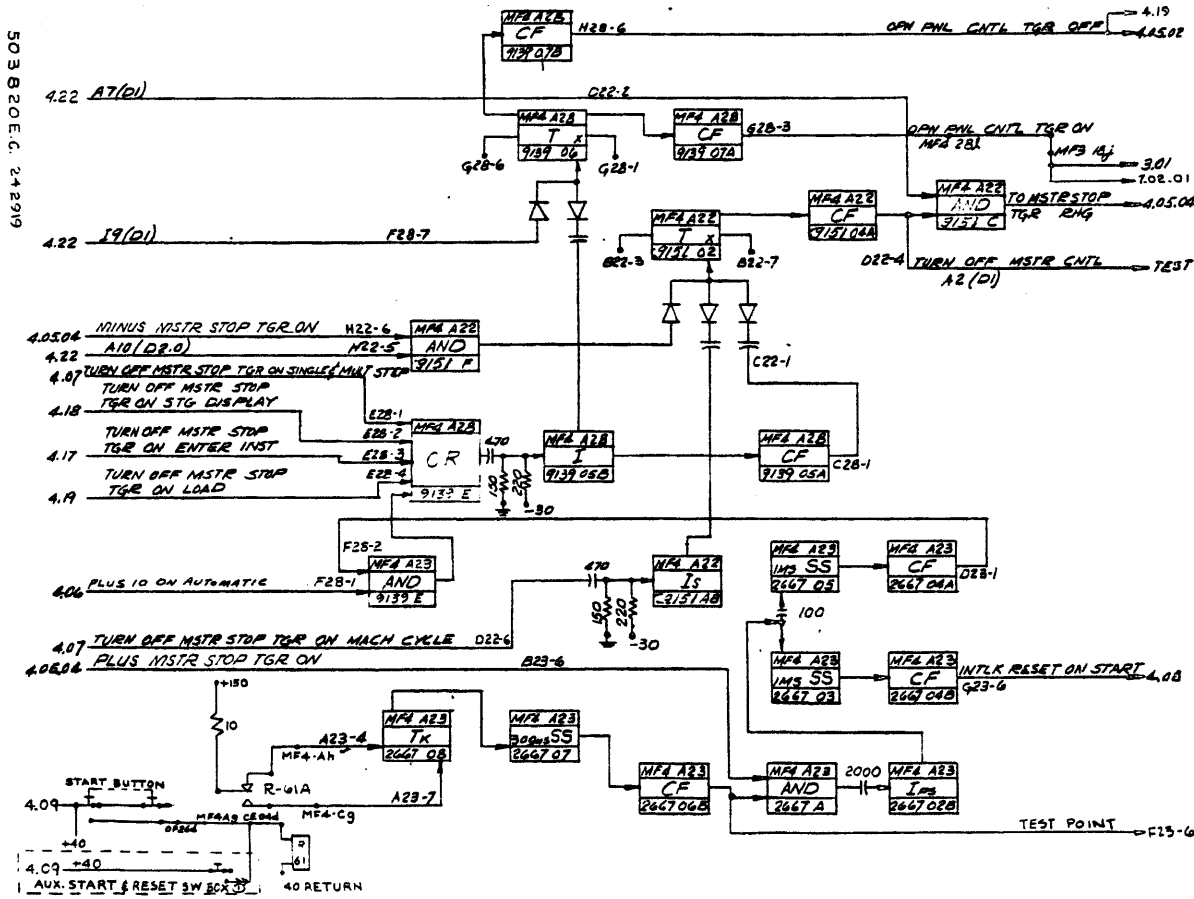 503820E.C. 242919
MF4 A2B
CF
9139 07B
H28-6
OPN PNL CNTL TGR OFF
4.19
4.05.02
4.22
A7(D1)
D22-2
MF4 A2B
T x
9139 06
G28-6
G28-1
MF4 A2B
CF
9139 07A
G28-3
OPN PNL CNTL TGR ON
MF4 2Bl
MF3 1Bj
3.01
7.02.01
MF4 A22
AND
9151 C
TO MSTR STOP
TGR RHG
4.05.04
MF4 A22
CF
9151 04A
4.22
I9(D1)
F28-7
MF4 A22
T x
9151 02
B22-3
B22-7
D22-4
TURN OFF MSTR CNTL
A2(D1)
TEST
4.05.04
MINUS MSTR STOP TGR ON
H22-6
4.22
A10(D2.0)
H22-5
MF4 A22
AND
9151 F
C22-1
4.07
TURN OFF MSTR STOP TGR ON SINGLE & MULT STEP
E28-1
4.18
TURN OFF MSTR STOP
TGR ON STG DISPLAY
E28-2
4.17
TURN OFF MSTR STOP
TGR ON ENTER INST
E28-3
4.19
TURN OFF MSTR STOP
TGR ON LOAD
E28-4
MF4 A2B
CR
9139 E
470
150
220
-30
MF4 A2B
I
9139 05B
MF4 A2B
CF
9139 05A
C28-1
F28-2
4.06
PLUS 10 ON AUTOMATIC
F28-1
MF4 A23
AND
9139 E
470
150
220
-30
MF4 A22
Is
9151 AB
MF4 A23
1MS SS
2667 05
MF4 A23
CF
2667 04A
D23-1
100
4.07
TURN OFF MSTR STOP TGR ON MACH CYCLE
D22-6
4.06.04
PLUS MSTR STOP TGR ON
B23-6
MF4 A23
1MS SS
2667 03
MF4 A23
CF
2667 04B
INTLK RESET ON START
G23-6
4.08
+150
10
A23-4
MF4-Ah
MF4 A23
TK
2667 08
MF4 A23
300us SS
2667 07
R-61A
A23-7
MF4-Cg
MF4 A23
CF
2667 06B
MF4 A23
AND
2667 A
2000
MF4 A23
IPS
2667 02B
START BUTTON
4.09
MF4Ag
+40
R
61
TEST POINT
F23-6
4.09
+40
AUX. START & RESET SW BOX
40 RETURN